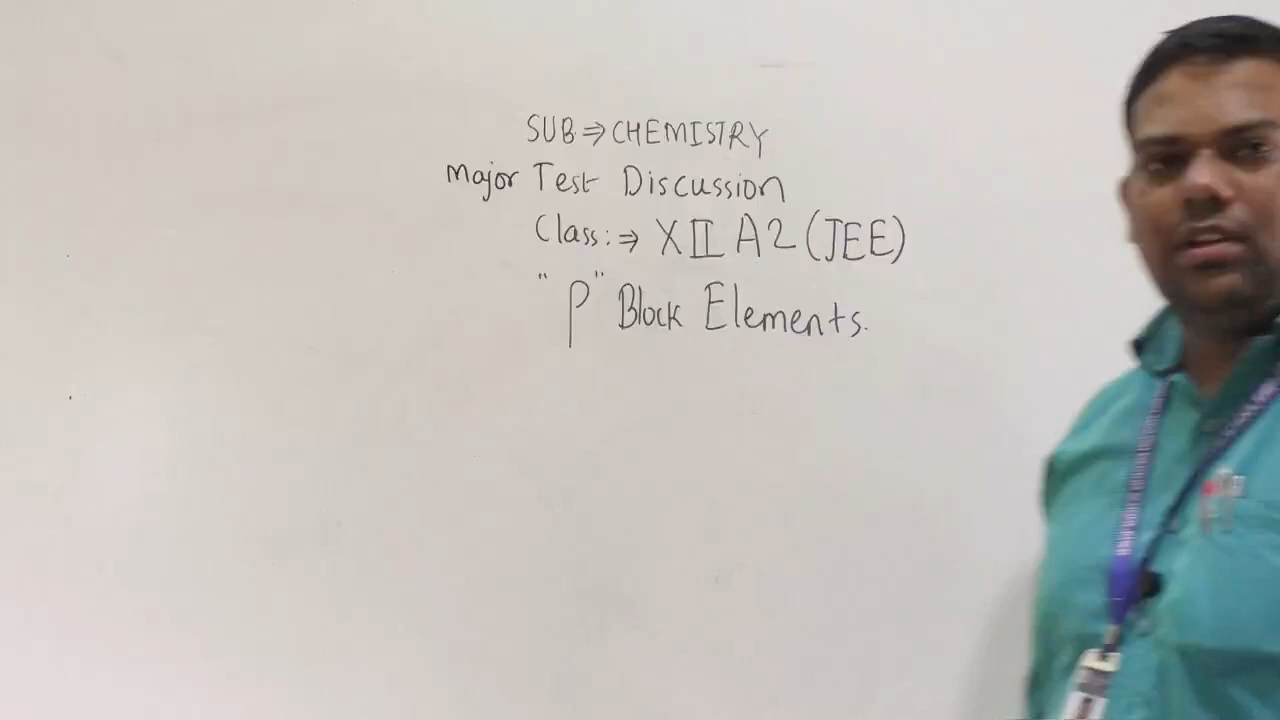 SUB ⇒ CHEMISTRY
Major Test Discussion
Class:⇒ XII A2 (JEE)
"P" Block Elements.